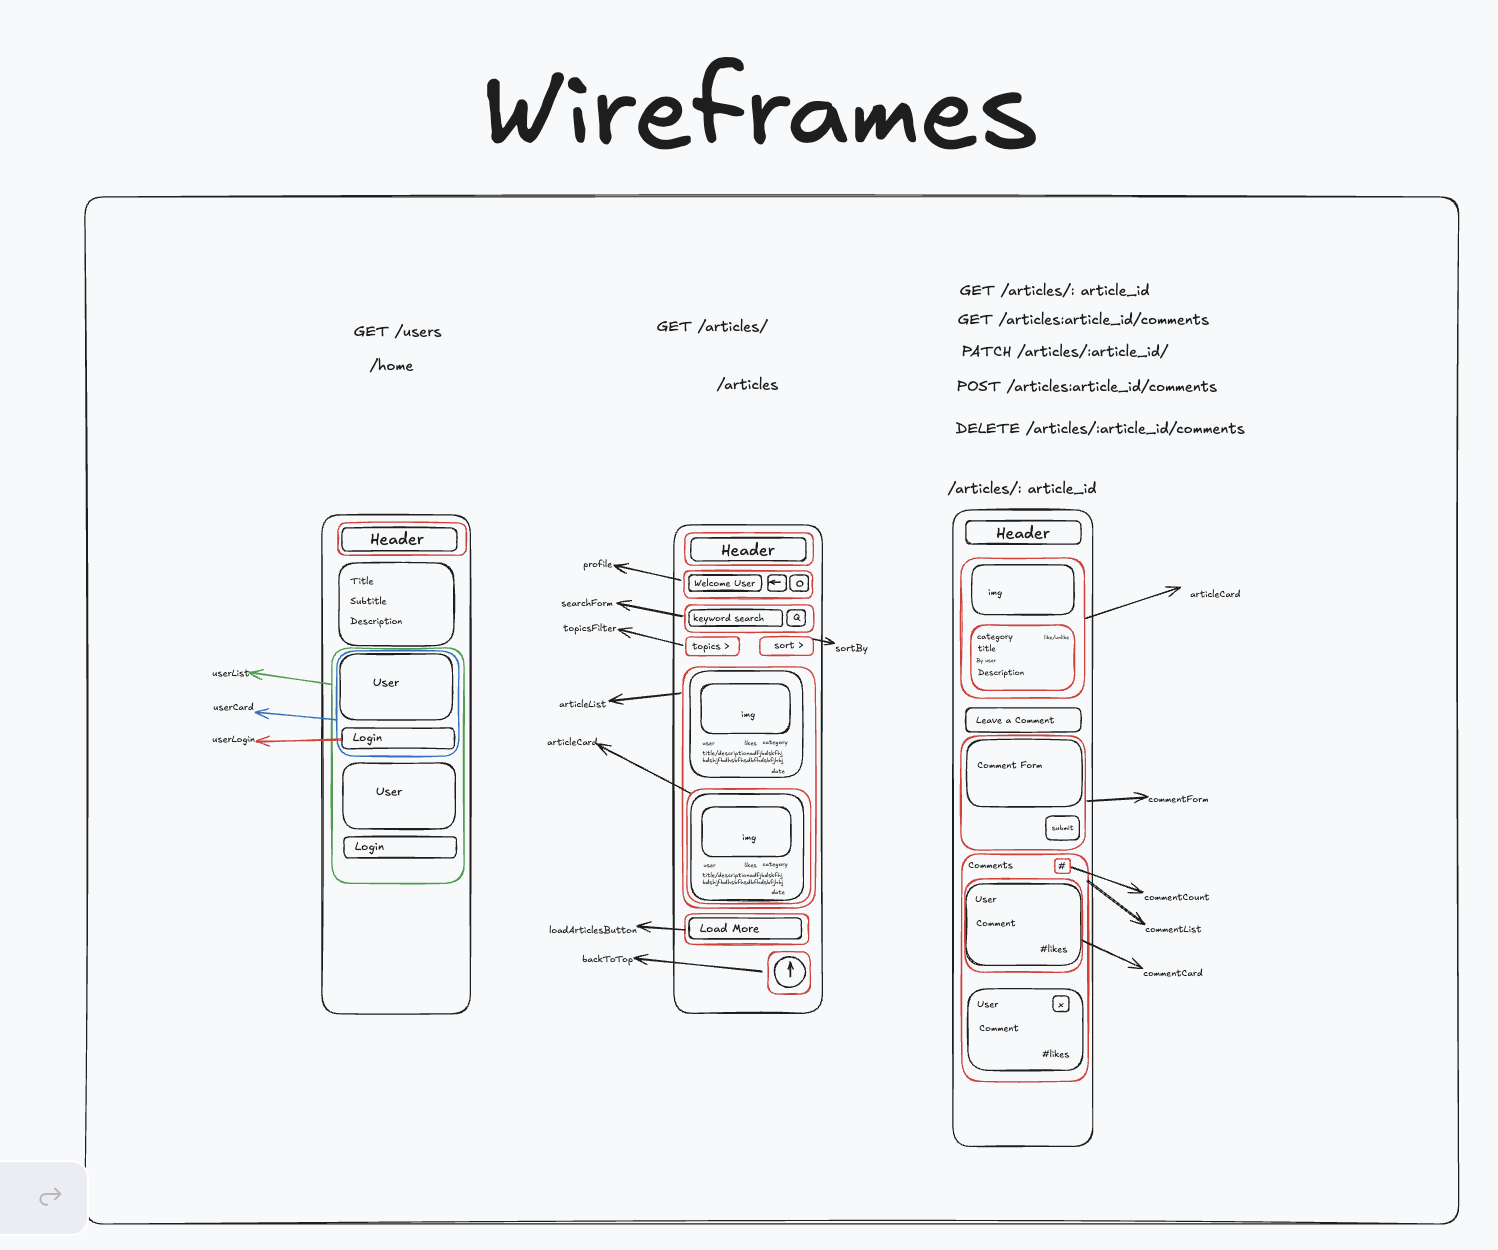 Wireframes
GET /users
/home
Header
Title
Subtitle
Description
User
Login
User
Login
userList
userCard
userLogin
GET /articles/
/articles
Header
Welcome User
keyword search
topics >
sort >
img
user likes category
title/descriptionadfjbdskfhj
date
img
user likes category
title/descriptionadfjbdskfhj
date
Load More
profile
searchForm
topicsFilter
sortBy
articleList
articleCard
loadArticlesButton
backToTop
GET /articles/: article_id
GET /articles:article_id/comments
PATCH /articles/:article_id/
POST /articles:article_id/comments
DELETE /articles/:article_id/comments
/articles/: article_id
Header
img
category like/unlike
title
By user
Description
Leave a Comment
Comment Form
submit
Comments #
User
Comment
#likes
User x
Comment
#likes
articleCard
commentForm
commentCount
commentList
commentCard